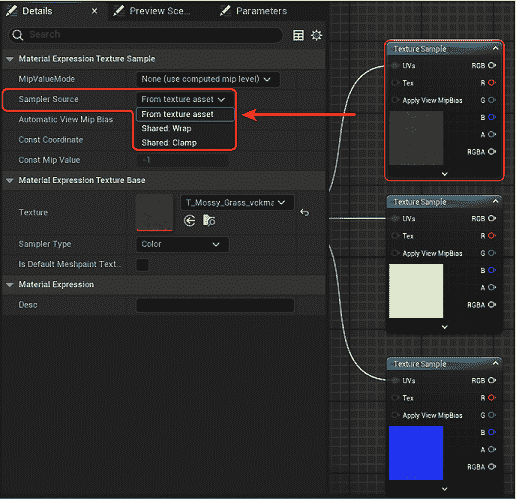 Details
Preview Sce...
Parameters
Search
Material Expression Texture Sample
MipValueMode
None (use computed mip level)
Sampler Source
From texture asset
Automatic View Mip Bias
From texture asset
Shared: Wrap
Const Coordinate
Shared: Clamp
Const Mip Value
-1
Material Expression Texture Base
Texture
T_Mossy_Grass_vckma
Sampler Type
Color
Is Default Meshpaint Text...
Material Expression
Desc
Texture Sample
UVs
RGB
Tex
R
Apply View MipBias
G
B
A
RGBA
Texture Sample
UVs
RGB
Tex
R
Apply View MipBias
G
B
A
RGBA
Texture Sample
UVs
RGB
Tex
R
Apply View MipBias
G
B
A
RGBA